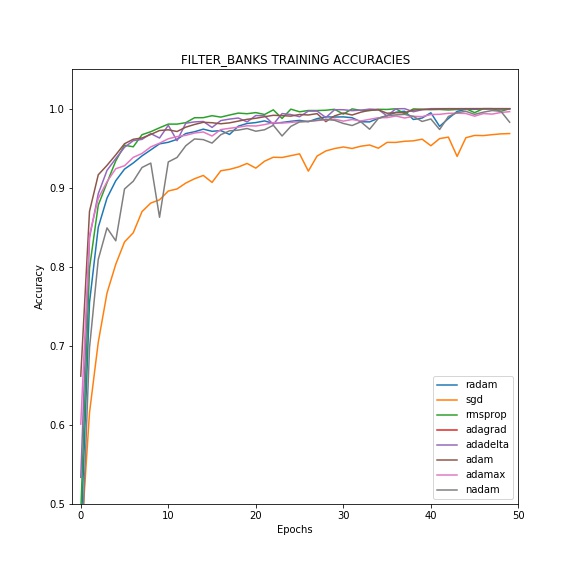 FILTER_BANKS TRAINING ACCURACIES
1.0
0.9
0.8
0.7
0.6
0.5
Accuracy
0 10 20 30 40 50
Epochs
radam
sgd
rmsprop
adagrad
adadelta
adam
adamax
nadam